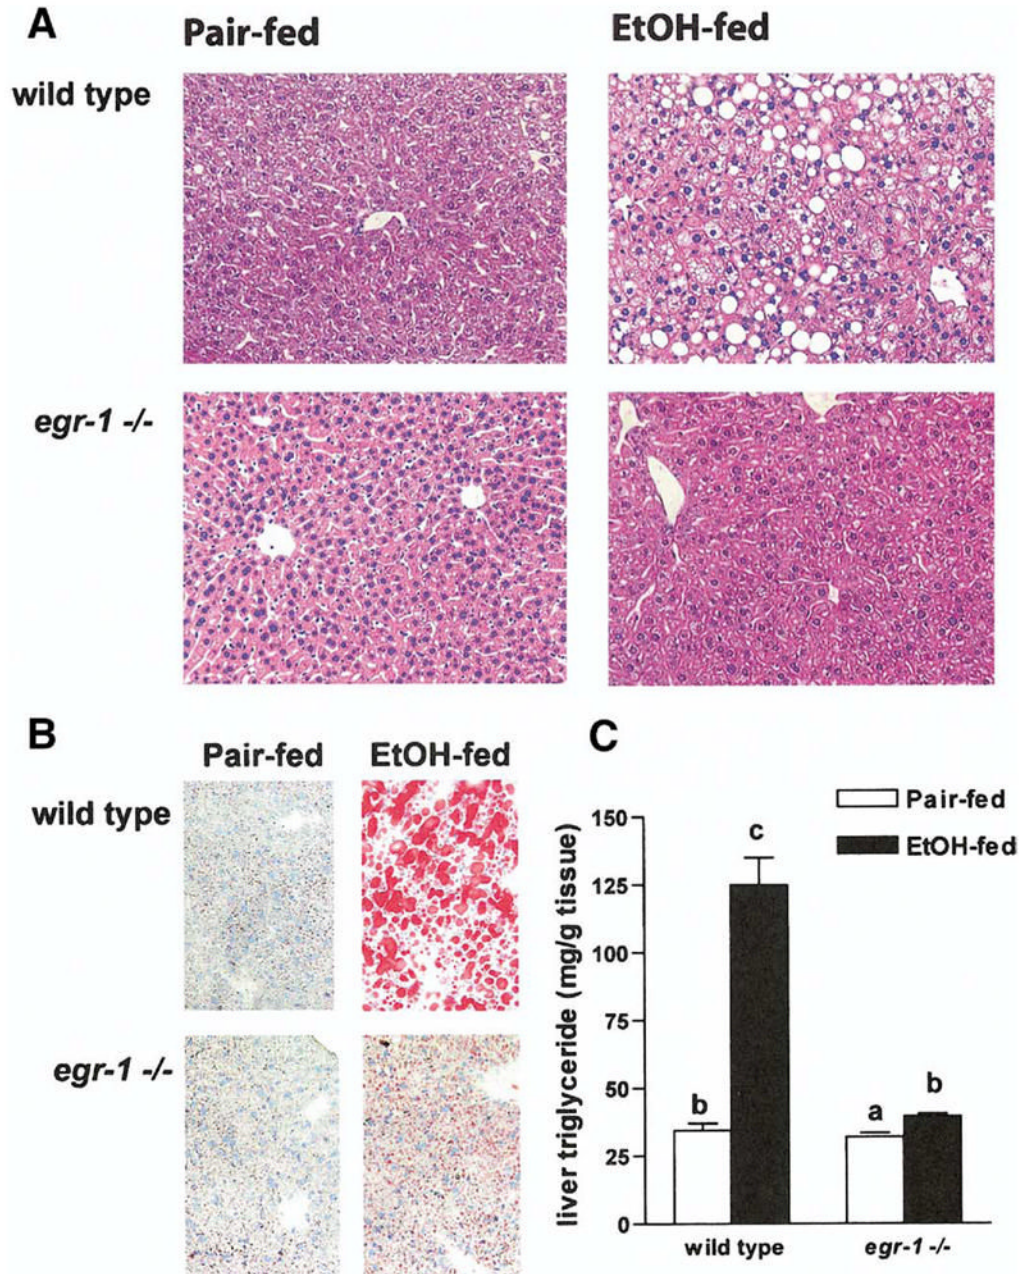 A
Pair-fed
EtOH-fed
wild type
egr-1 -/-
B
Pair-fed
EtOH-fed
wild type
egr-1 -/-
C
Pair-fed
EtOH-fed
liver triglyceride (mg/g tissue)
150
125
100
75
50
25
0
b
c
a
b
wild type
egr-1 -/-